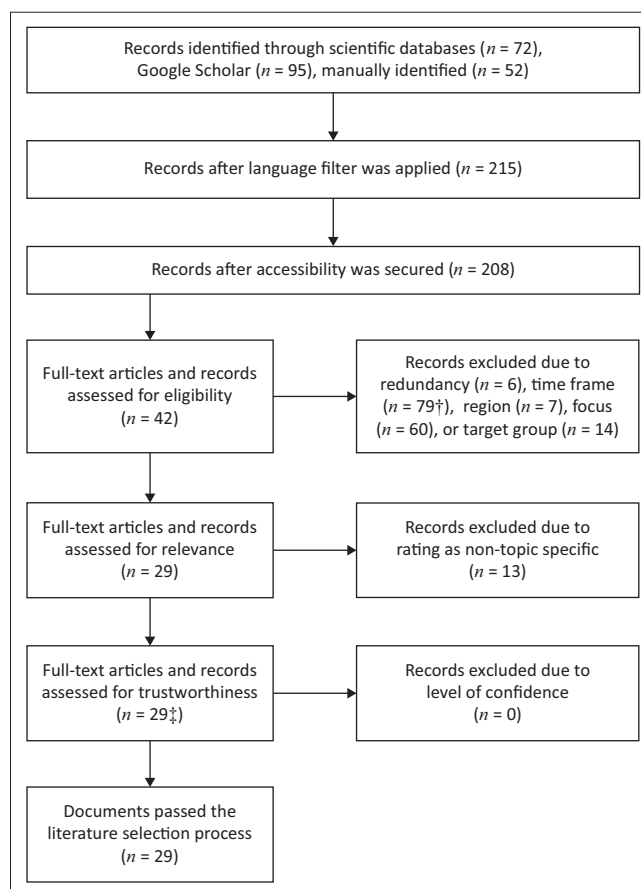 Records identified through scientific databases (n = 72),
Google Scholar (n = 95), manually identified (n = 52)
Records after language filter was applied (n = 215)
Records after accessibility was secured (n = 208)
Full-text articles and records
assessed for eligibility
(n = 42)
Records excluded due to
redundancy (n = 6), time frame
(n = 79†), region (n = 7), focus
(n = 60), or target group (n = 14)
Full-text articles and records
assessed for relevance
(n = 29)
Records excluded due to
rating as non-topic specific
(n = 13)
Full-text articles and records
assessed for trustworthiness
(n = 29‡)
Records excluded due to
level of confidence
(n = 0)
Documents passed the
literature selection process
(n = 29)